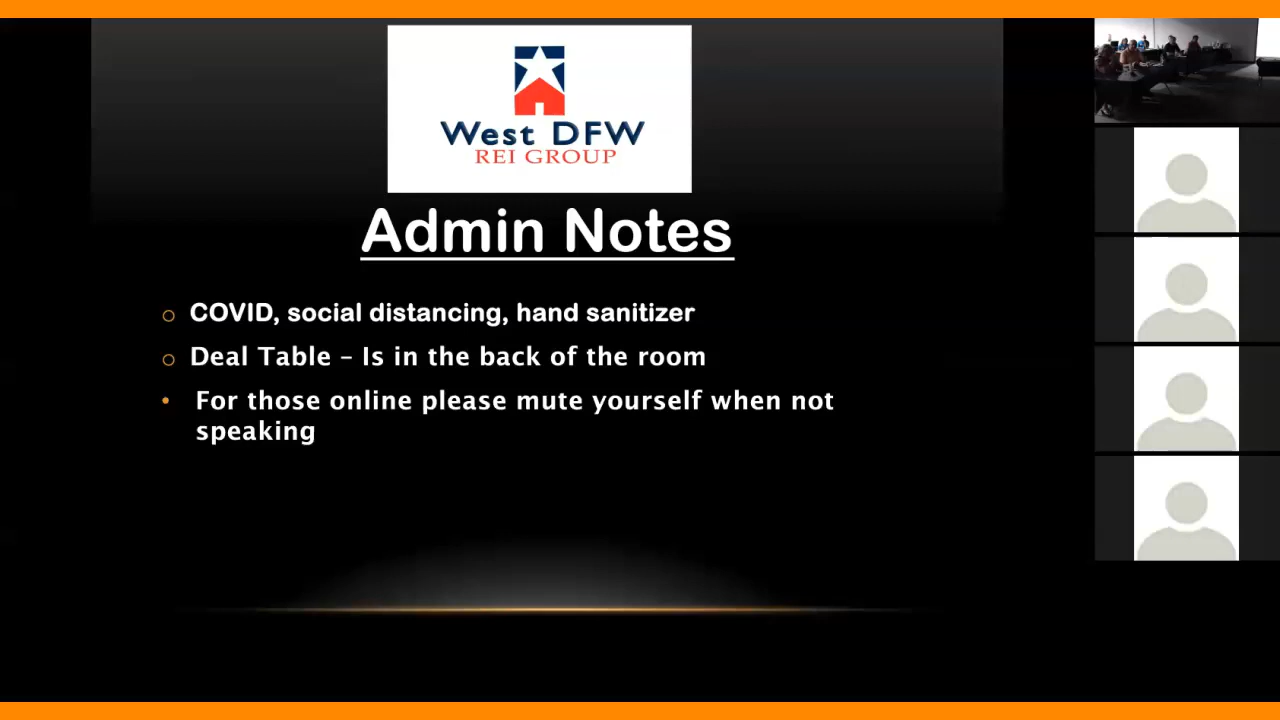 West DFW
REI GROUP
Admin Notes
COVID, social distancing, hand sanitizer
Deal Table – Is in the back of the room
For those online please mute yourself when not
speaking